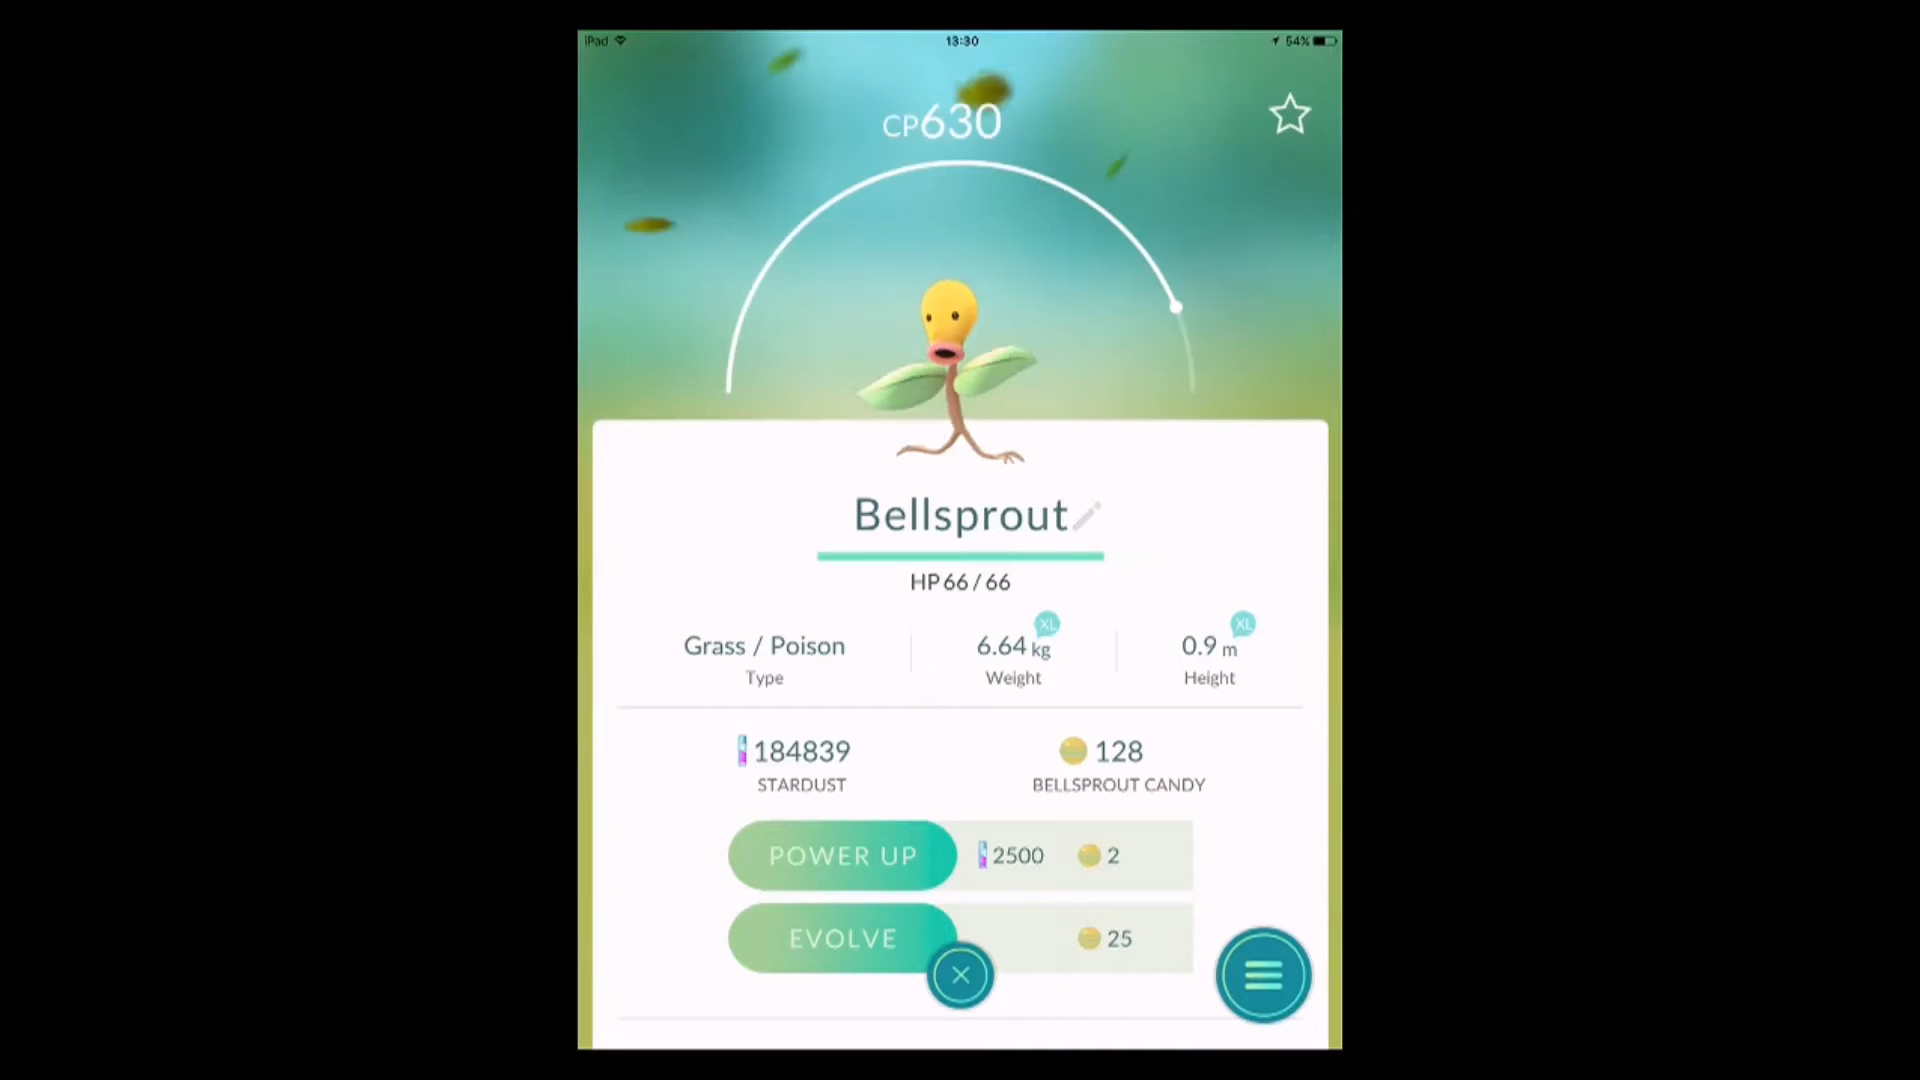 iPad 13:30 54%
CP630
Bellsprout
HP 66 / 66
XL XL
Grass / Poison 6.64 kg 0.9 m
Type Weight Height
184839 128
STARDUST BELLSPROUT CANDY
POWER UP 2500 2
EVOLVE 25